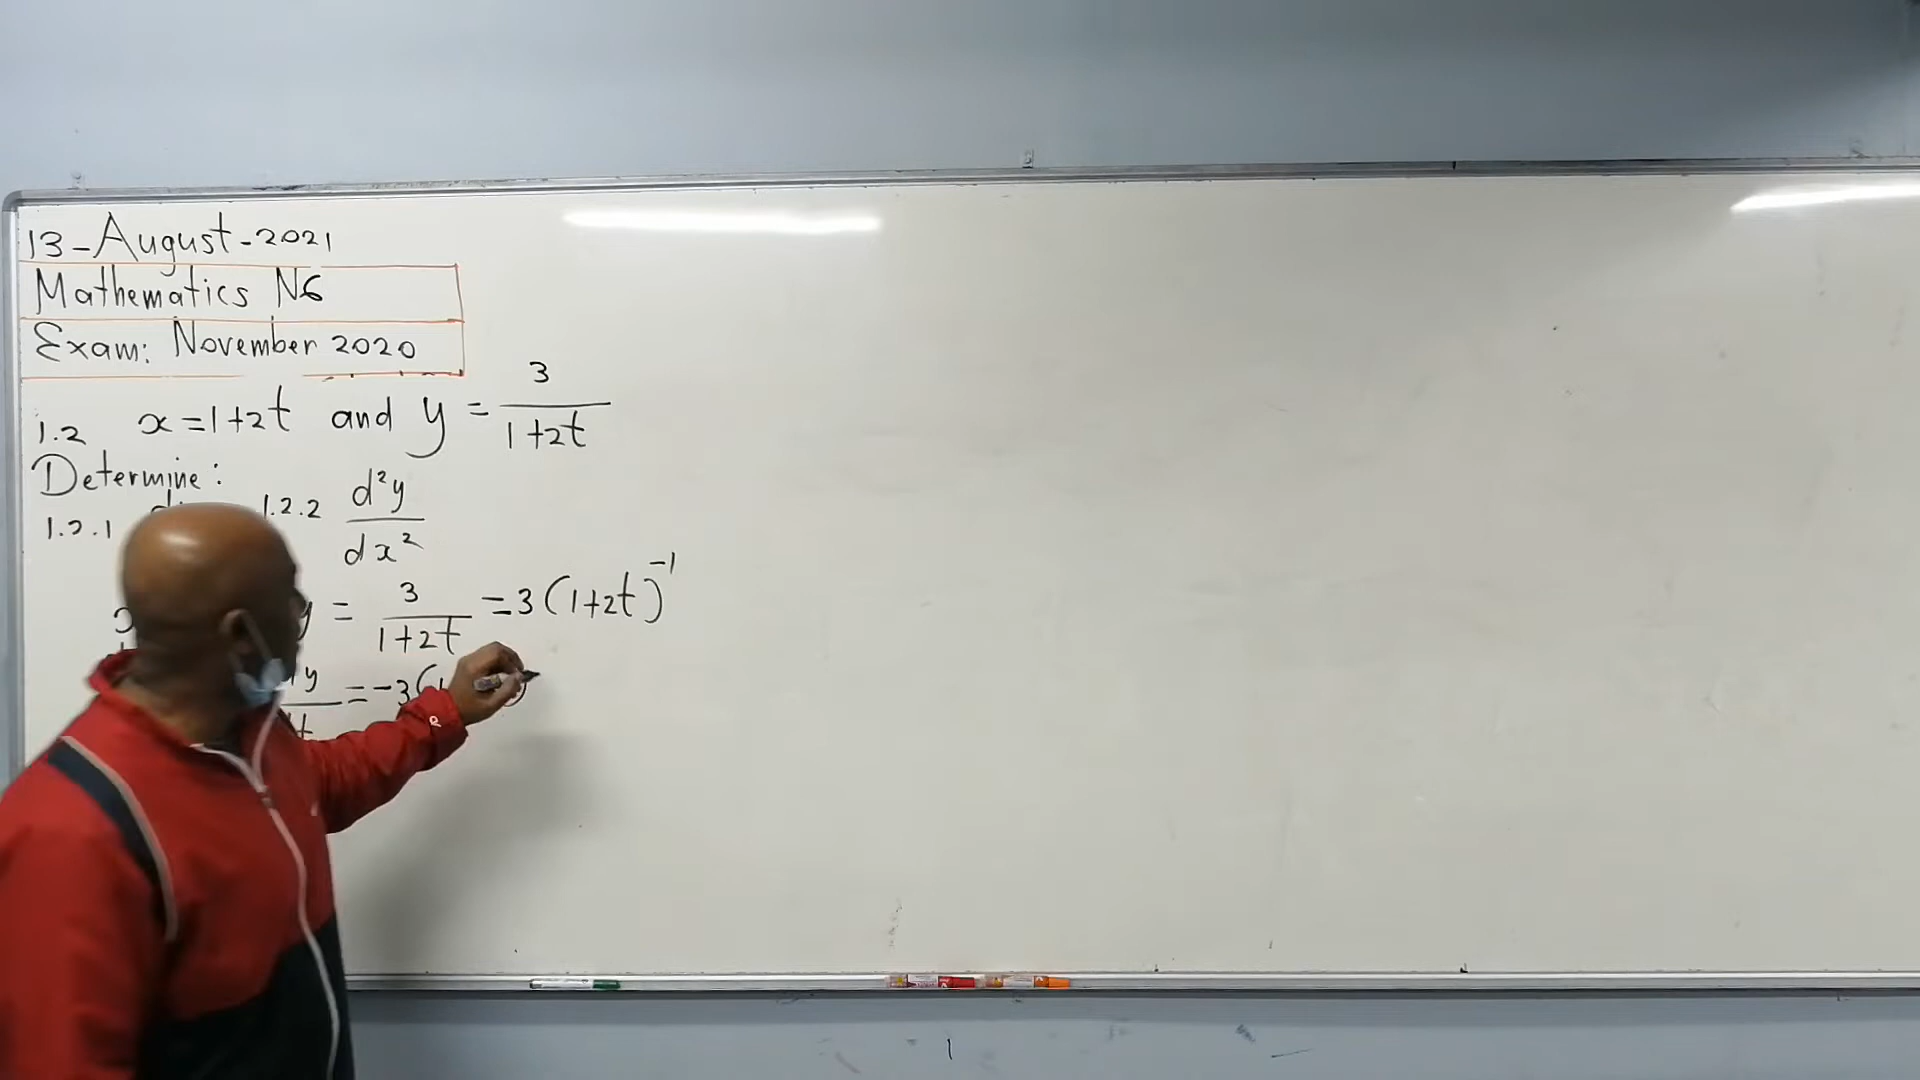 13-August-2021
Mathematics N6
Exam: November 2020
1.2 x=1+2t and y = 3/(1+2t)
Determine:
1.2.1 1.2.2 d²y/dx²
y = 3/(1+2t) = 3(1+2t)⁻¹
y = -3(